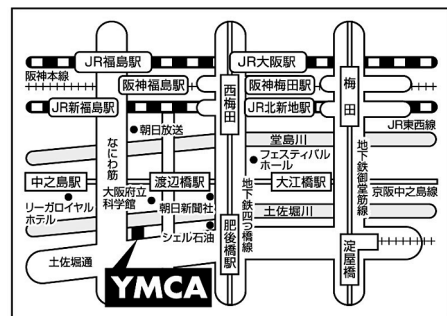 JR福島駅
JR大阪駅
阪神本線
阪神福島駅
阪神梅田駅
西梅田
梅田
JR新福島駅
JR北新地駅
JR東西線
朝日放送
堂島川
なにわ筋
フェスティバル
ホール
地下鉄四つ橋線
地下鉄御堂筋線
中之島駅
大阪府立
科学館
渡辺橋駅
大江橋駅
京阪中之島線
リーガロイヤル
ホテル
朝日新聞社
土佐堀川
シェル石油
肥後橋駅
淀屋橋
土佐堀通
YMCA